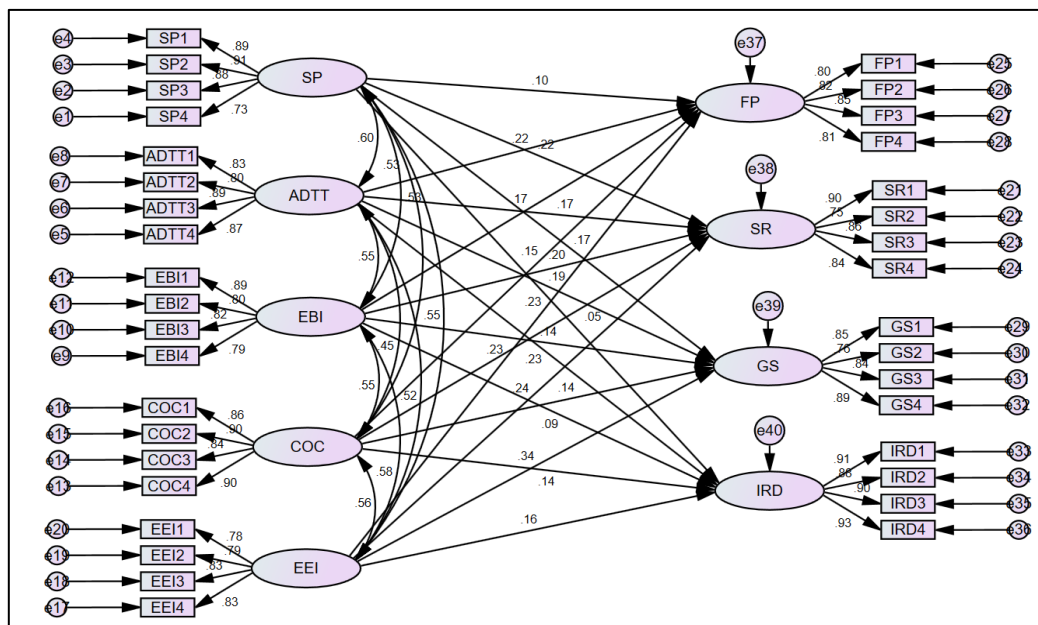 e4 SP1 .89
e3 SP2 .91
e2 SP3 .88
e1 SP4 .73
SP
e8 ADTT1 .83
e7 ADTT2 .80
e6 ADTT3 .89
e5 ADTT4 .87
ADTT
e12 EBI1 .89
e11 EBI2 .80
e10 EBI3 .82
e9 EBI4 .79
EBI
e16 COC1 .86
e15 COC2 .90
e14 COC3 .84
e13 COC4 .90
COC
e20 EEI1 .78
e19 EEI2 .79
e18 EEI3 .83
e17 EEI4 .83
EEI
.60
.53
.53
.55
.55
.45
.55
.52
.58
.56
.10
.22
.22
.17
.17
.17
.15
.20
.19
.23
.05
.14
.23
.23
.24
.14
.09
.34
.14
.16
e37
FP
.80 FP1 e25
.82 FP2 e26
.85 FP3 e27
.81 FP4 e28
e38
SR
.90 SR1 e21
.75 SR2 e22
.86 SR3 e23
.84 SR4 e24
e39
GS
.85 GS1 e29
.76 GS2 e30
.84 GS3 e31
.89 GS4 e32
e40
IRD
.91 IRD1 e33
.88 IRD2 e34
.90 IRD3 e35
.93 IRD4 e36